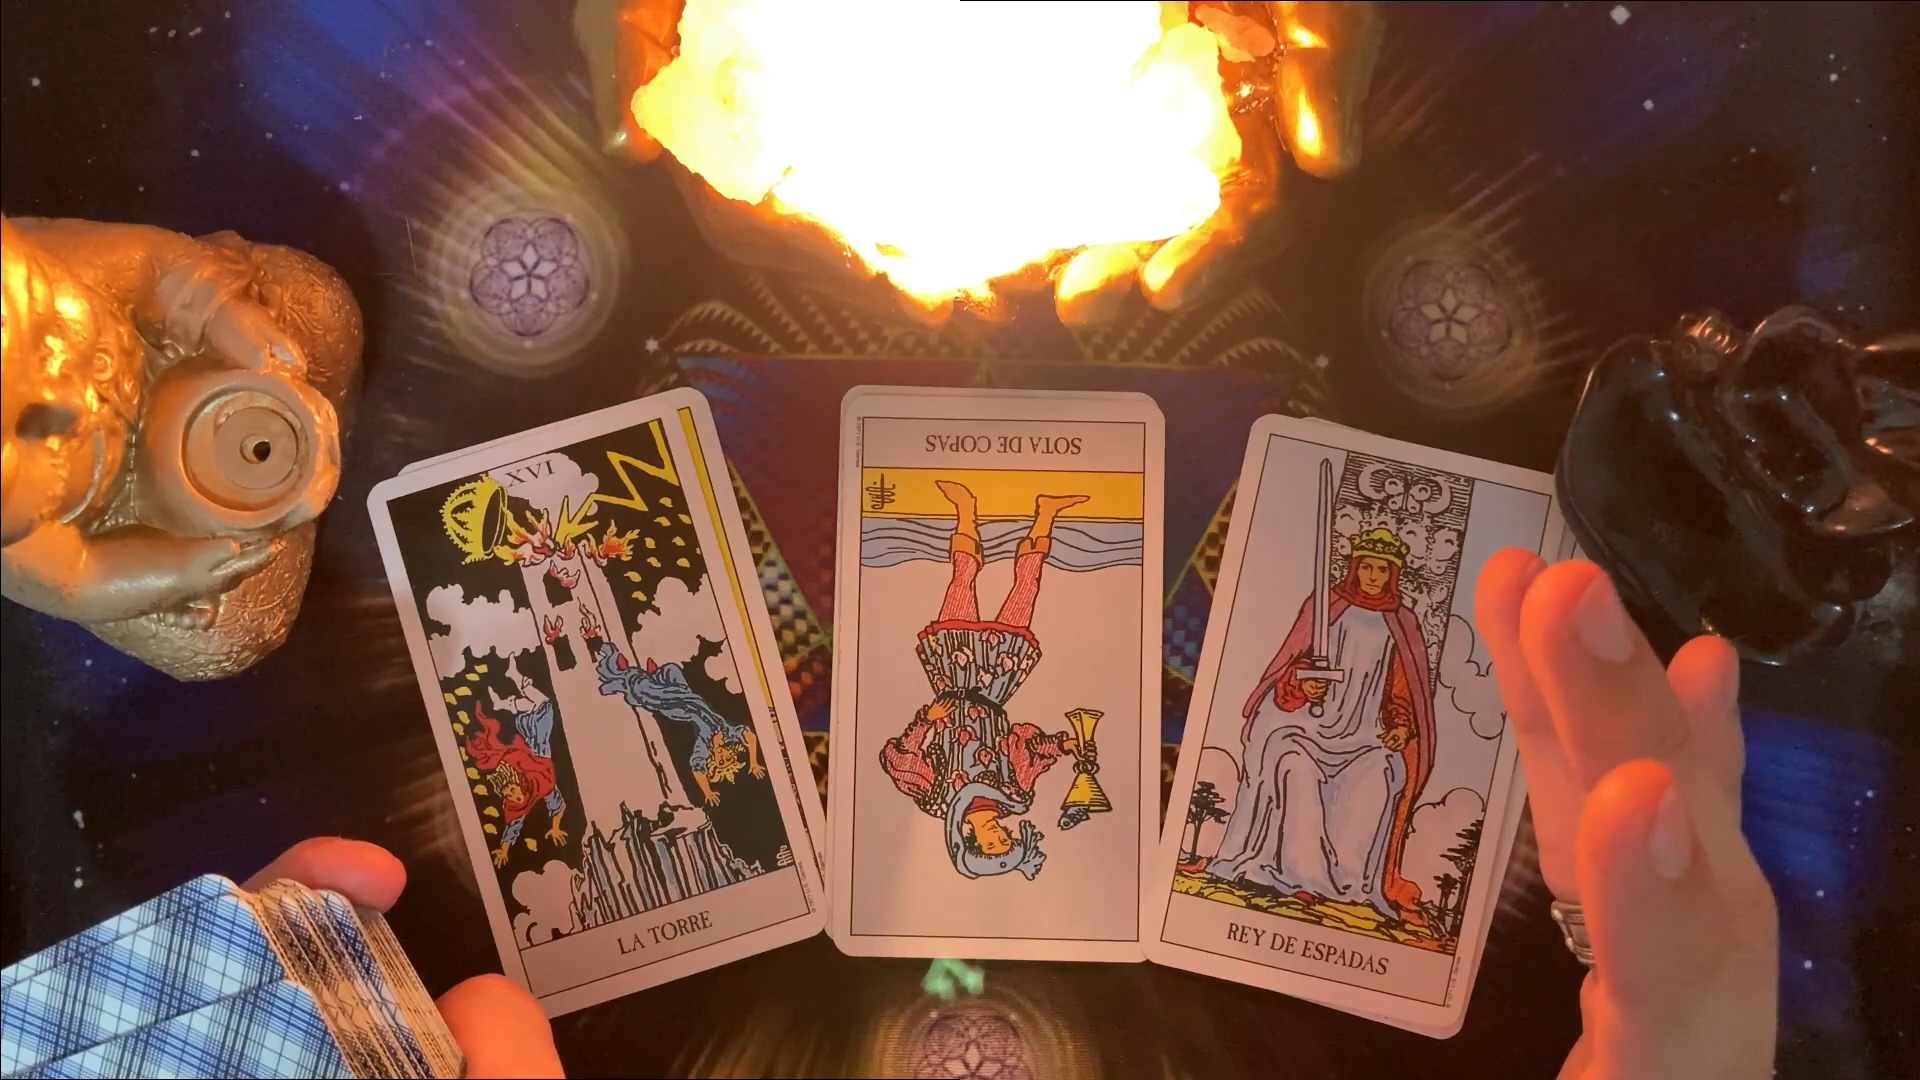 XVI
LA TORRE
SOTA DE COPAS
REY DE ESPADAS